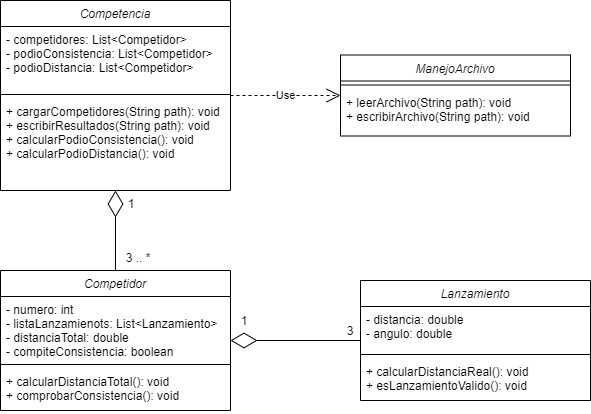 Competencia
- competidores: List<Competidor>
- podioConsistencia: List<Competidor>
- podioDistancia: List<Competidor>
+ cargarCompetidores(String path): void
+ escribirResultados(String path): void
+ calcularPodioConsistencia(): void
+ calcularPodioDistancia(): void
Use
ManejoArchivo
+ leerArchivo(String path): void
+ escribirArchivo(String path): void
1
3 .. *
Competidor
- numero: int
- listaLanzamienots: List<Lanzamiento>
- distanciaTotal: double
- compiteConsistencia: boolean
+ calcularDistanciaTotal(): void
+ comprobarConsistencia(): void
1
3
Lanzamiento
- distancia: double
- angulo: double
+ calcularDistanciaReal(): void
+ esLanzamientoValido(): void